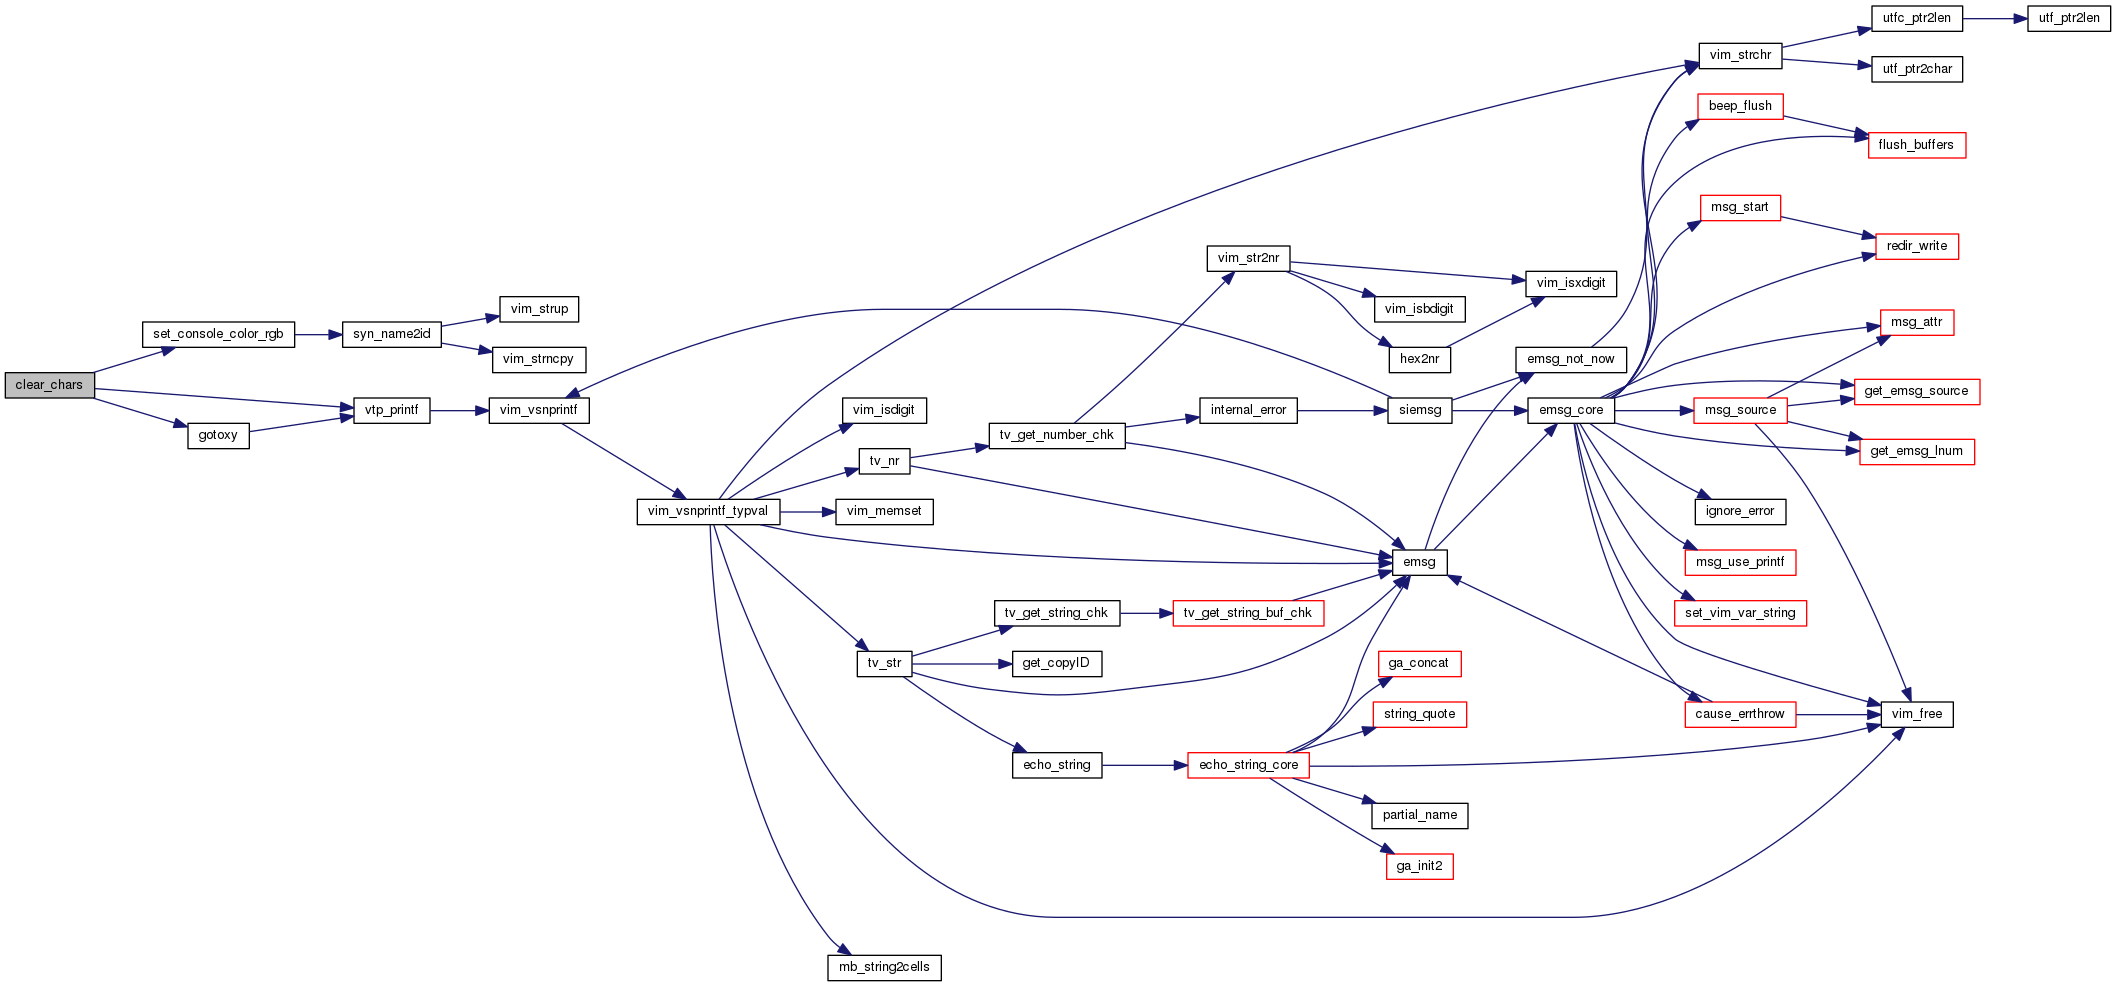 clear_chars
set_console_color_rgb
gotoxy
syn_name2id
vtp_printf
vim_strup
vim_strncpy
vim_vsnprintf
vim_vsnprintf_typval
vim_isdigit
tv_nr
vim_memset
tv_str
mb_string2cells
tv_get_number_chk
tv_get_string_chk
get_copyID
echo_string
vim_str2nr
internal_error
tv_get_string_buf_chk
echo_string_core
vim_isbdigit
hex2nr
siemsg
emsg
ga_concat
string_quote
partial_name
ga_init2
vim_isxdigit
emsg_not_now
emsg_core
vim_strchr
beep_flush
msg_start
msg_source
ignore_error
msg_use_printf
set_vim_var_string
cause_errthrow
utfc_ptr2len
utf_ptr2char
flush_buffers
redir_write
msg_attr
get_emsg_source
get_emsg_lnum
vim_free
utf_ptr2len